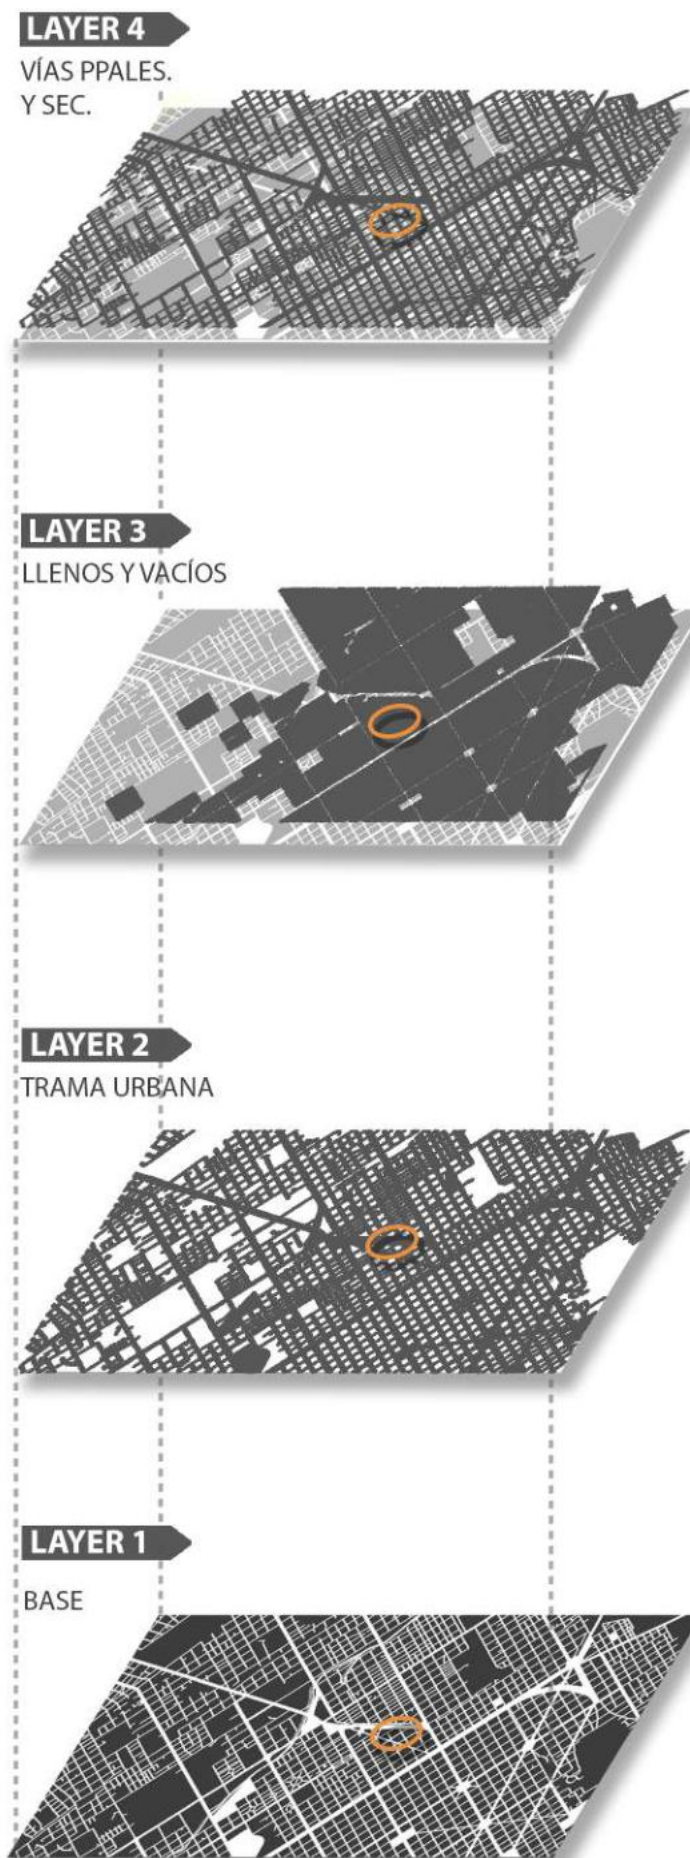 LAYER 4
VÍAS PPALES.
Y SEC.
LAYER 3
LLENOS Y VACÍOS
LAYER 2
TRAMA URBANA
LAYER 1
BASE